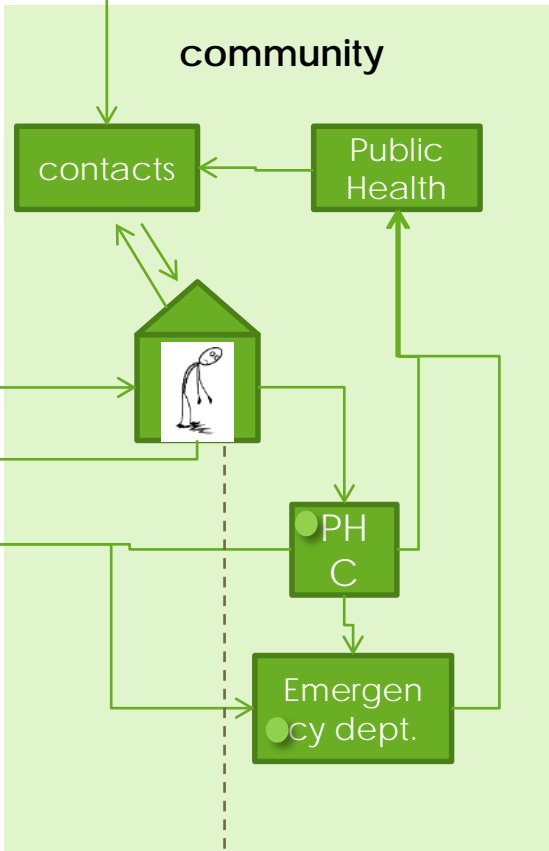 community
contacts
Public
Health
PH
C
Emergen
cy dept.